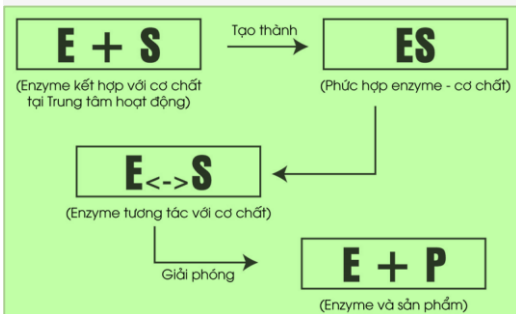 E + S
Tạo thành
ES
(Enzyme kết hợp với cơ chất
tại Trung tâm hoạt động)
(Phức hợp enzyme - cơ chất)
E<->S
(Enzyme tương tác với cơ chất)
Giải phóng
E + P
(Enzyme và sản phẩm)